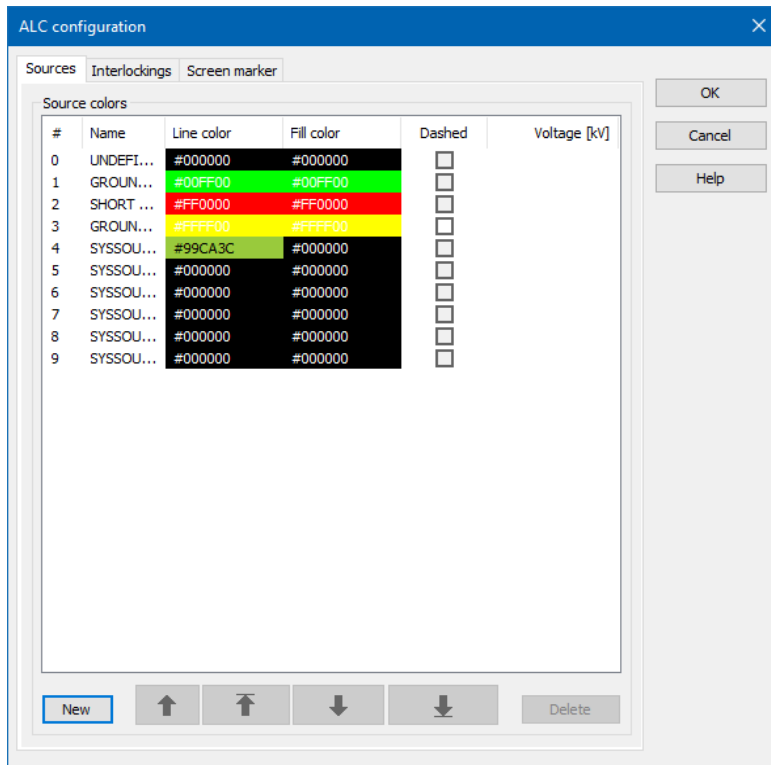 ALC configuration
Sources Interlockings Screen marker
OK
Source colors
# Name Line color Fill color Dashed Voltage [kV]
Cancel
0 UNDEFI... #000000 #000000
1 GROUN... #00FF00 #00FF00
Help
2 SHORT ... #FF0000 #FF0000
3 GROUN... #FFFF00 #FFFF00
4 SYSSOU... #99CA3C #000000
5 SYSSOU... #000000 #000000
6 SYSSOU... #000000 #000000
7 SYSSOU... #000000 #000000
8 SYSSOU... #000000 #000000
9 SYSSOU... #000000 #000000
New
Delete